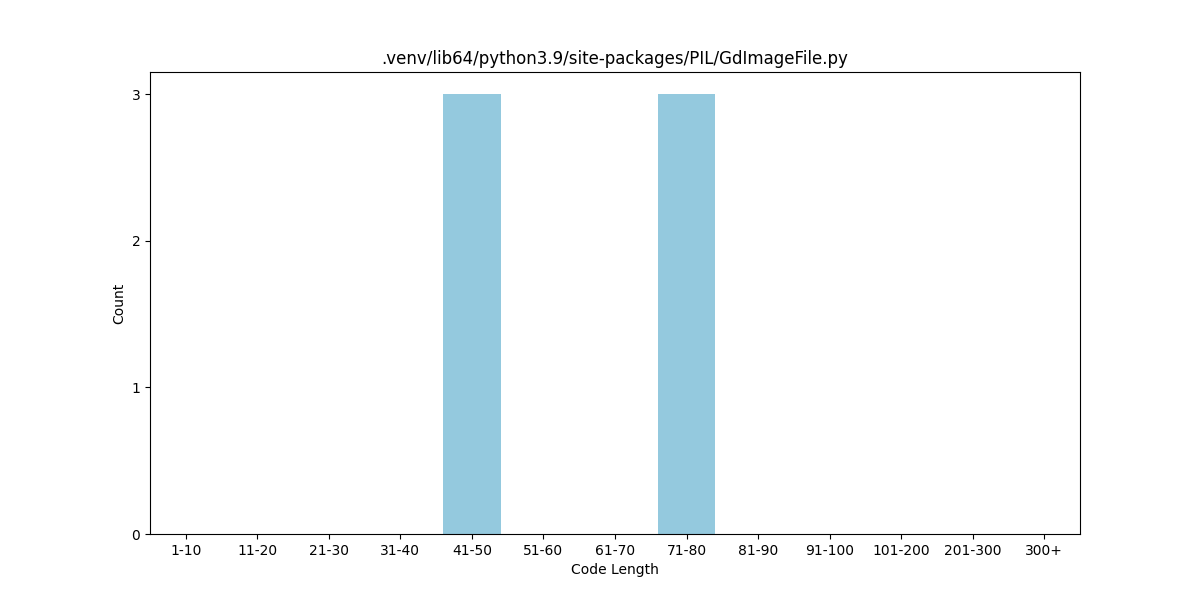 .venv/lib64/python3.9/site-packages/PIL/GdImageFile.py
3
2
1
0
Count
1-10 11-20 21-30 31-40 41-50 51-60 61-70 71-80 81-90 91-100 101-200 201-300 300+
Code Length